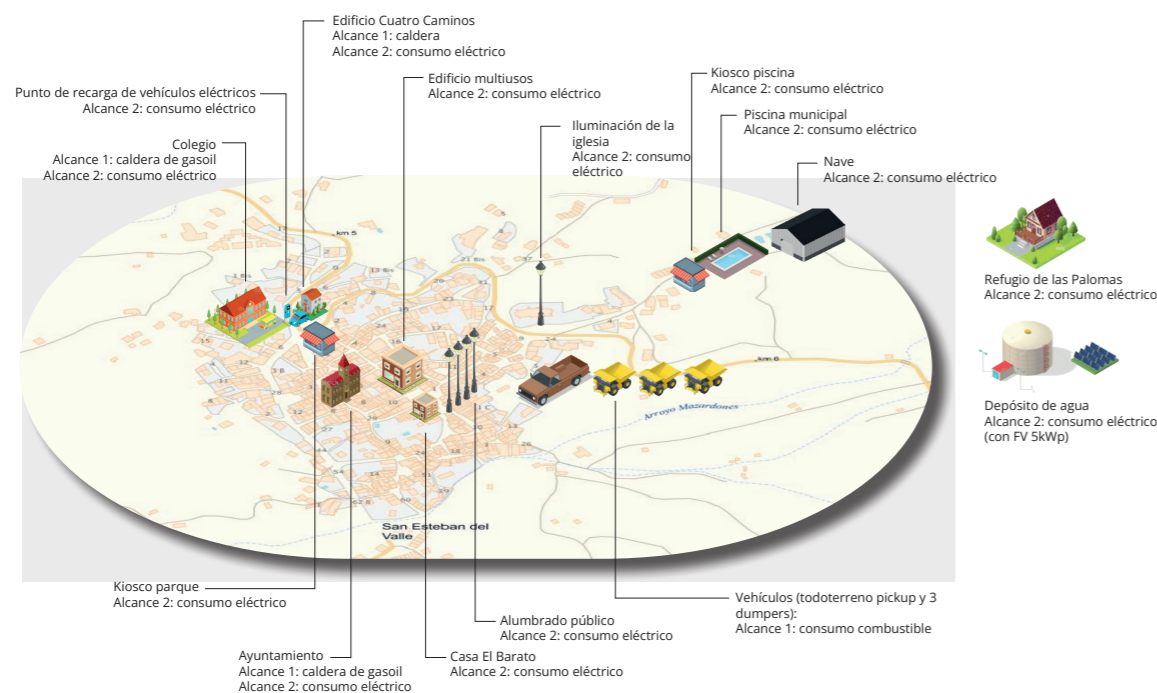 Edificio Cuatro Caminos
Alcance 1: caldera
Alcance 2: consumo eléctrico
Punto de recarga de vehículos eléctricos
Alcance 2: consumo eléctrico
Edificio multiusos
Alcance 2: consumo eléctrico
Kiosco piscina
Alcance 2: consumo eléctrico
Piscina municipal
Alcance 2: consumo eléctrico
Iluminación de la
iglesia
Alcance 2: consumo
eléctrico
Colegio
Alcance 1: caldera de gasoil
Alcance 2: consumo eléctrico
Nave
Alcance 2: consumo eléctrico
km 5
Refugio de las Palomas
Alcance 2: consumo eléctrico
km 6
Arroyo Mazardones
Depósito de agua
Alcance 2: consumo eléctrico
(con FV 5kWp)
San Esteban del
Valle
Kiosco parque
Alcance 2: consumo eléctrico
Vehículos (todoterreno pickup y 3
dumpers):
Alcance 1: consumo combustible
Alumbrado público
Alcance 2: consumo eléctrico
Ayuntamiento
Alcance 1: caldera de gasoil
Alcance 2: consumo eléctrico
Casa El Barato
Alcance 2: consumo eléctrico